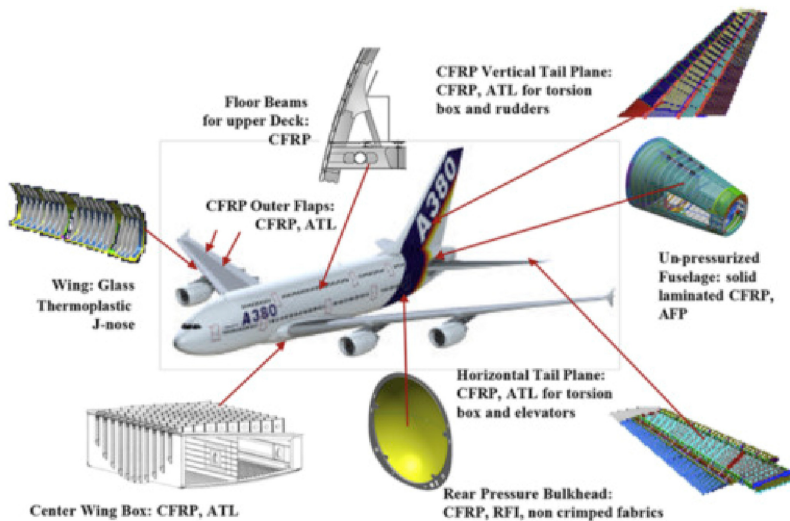 Floor Beams
for upper Deck:
CFRP
CFRP Vertical Tail Plane:
CFRP, ATL for torsion
box and rudders
CFRP Outer Flaps:
CFRP, ATL
A380
A380
Wing: Glass
Thermoplastic
J-nose
Un-pressurized
Fuselage: solid
laminated CFRP,
AFP
Horizontal Tail Plane:
CFRP, ATL for torsion
box and elevators
Center Wing Box: CFRP, ATL
Rear Pressure Bulkhead:
CFRP, RFI, non crimped fabrics